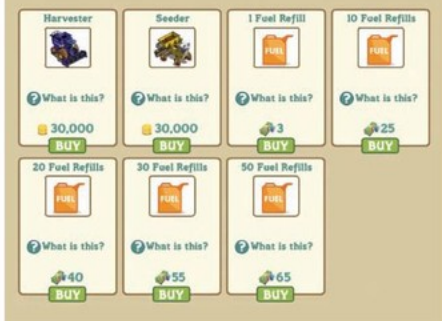 Harvester
Seeder
1 Fuel Refill
10 Fuel Refills
FUEL
FUEL
? What is this?
? What is this?
? What is this?
? What is this?
30,000
30,000
3
25
BUY
BUY
BUY
BUY
20 Fuel Refills
30 Fuel Refills
50 Fuel Refills
FUEL
FUEL
FUEL
? What is this?
? What is this?
? What is this?
40
55
65
BUY
BUY
BUY